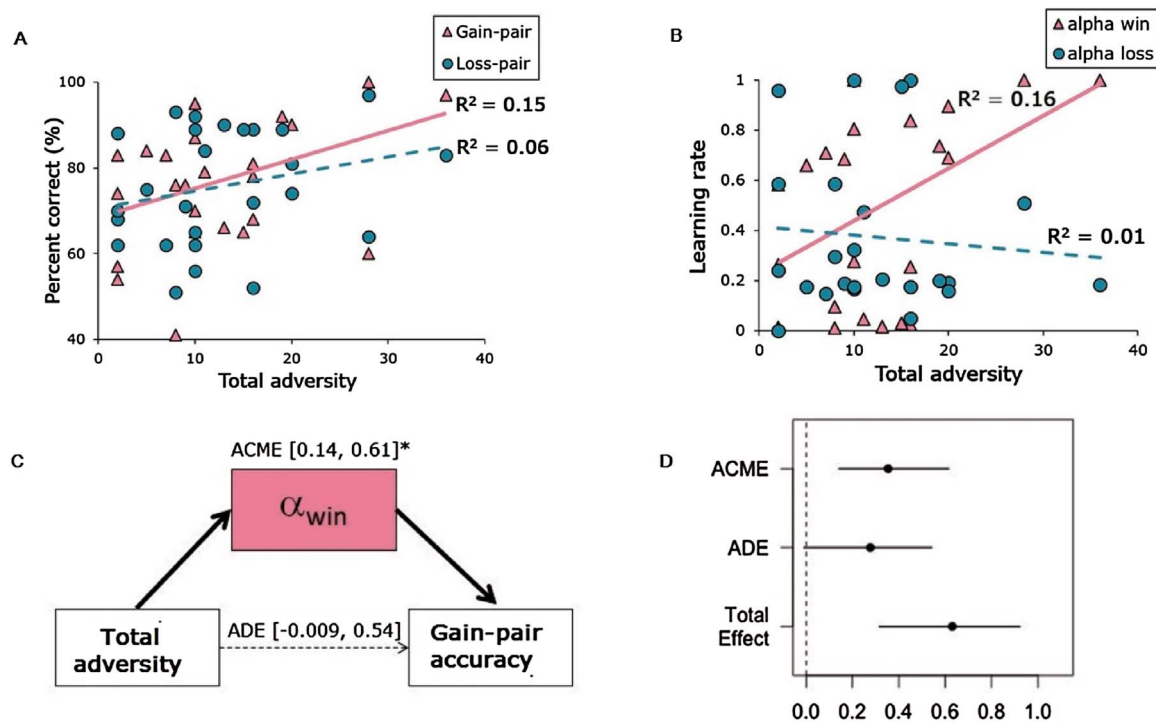 A
Gain-pair
Loss-pair
R² = 0.15
R² = 0.06
Percent correct (%)
100
80
60
40
0
10
20
30
40
Total adversity
B
alpha win
alpha loss
R² = 0.16
R² = 0.01
Learning rate
1
0.8
0.6
0.4
0.2
0
0
10
20
30
40
Total adversity
C
ACME [0.14, 0.61]*
αwin
ADE [-0.009, 0.54]
Total
adversity
Gain-pair
accuracy
D
ACME
ADE
Total
Effect
0.0
0.2
0.4
0.6
0.8
1.0